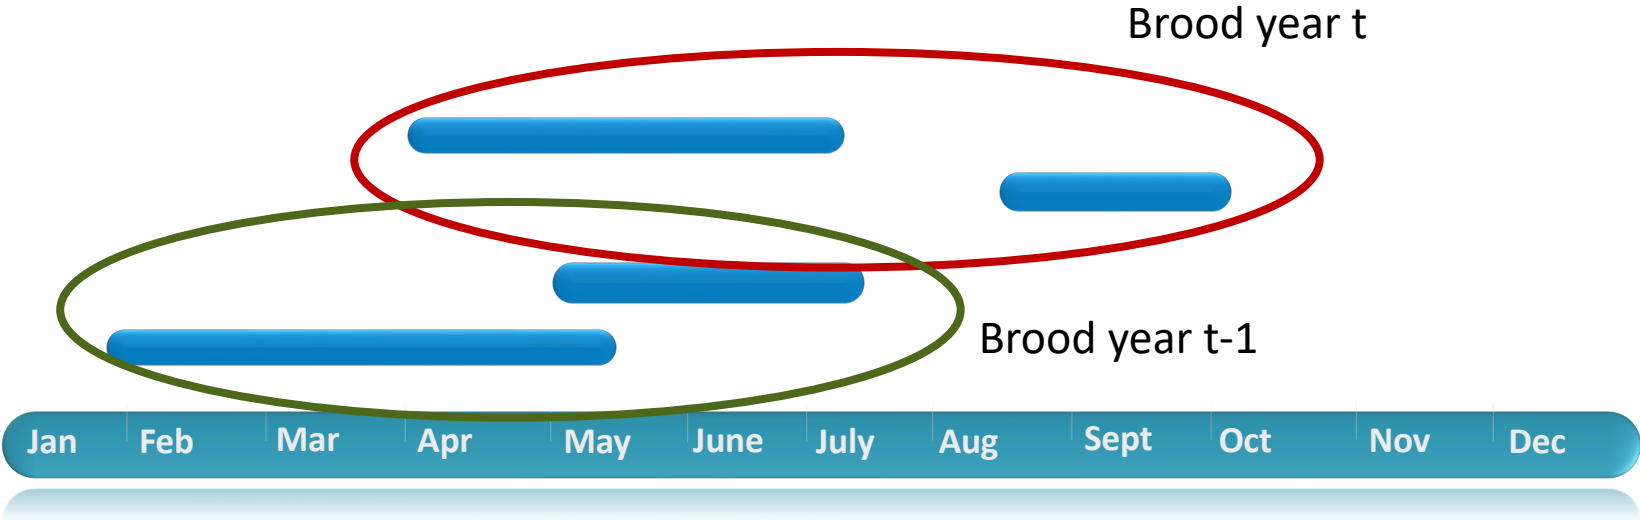 Brood year t
Brood year t-1
Jan Feb Mar Apr May June July Aug Sept Oct Nov Dec